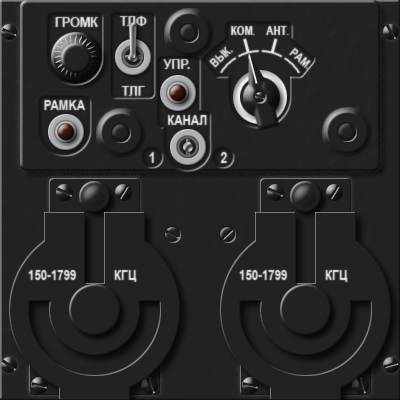 ГРОМК
ТЛФ
ТЛГ
РАМКА
УПР.
КАНАЛ
1
2
ВЫК.
КОМ.
АНТ.
РАМ
150-1799 КГЦ
150-1799 КГЦ